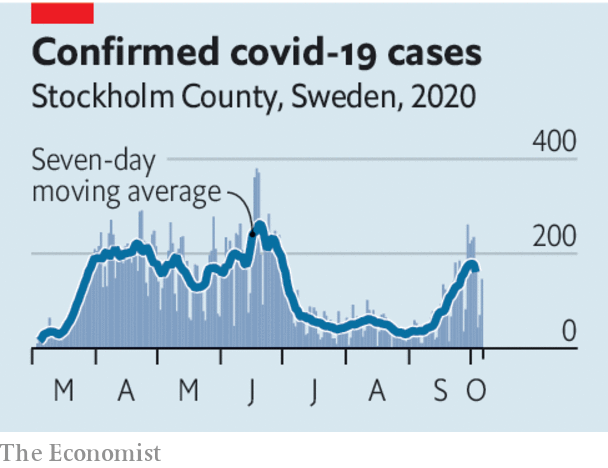 Confirmed covid-19 cases
Stockholm County, Sweden, 2020
400
Seven-day
moving average
200
0
M A M J J A S O
The Economist